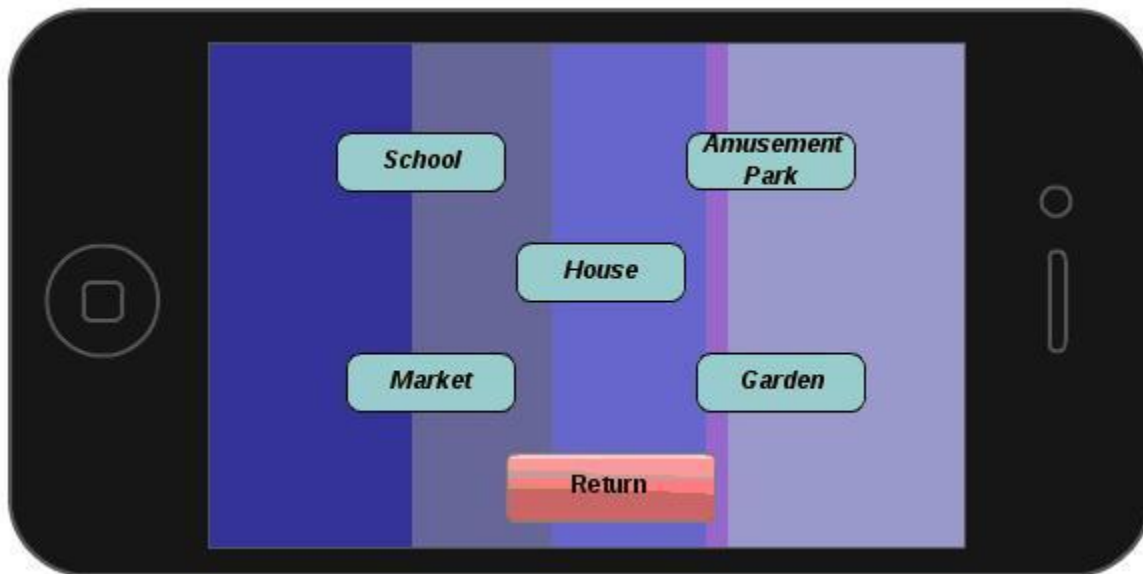 School
Amusement
Park
House
Market
Garden
Return